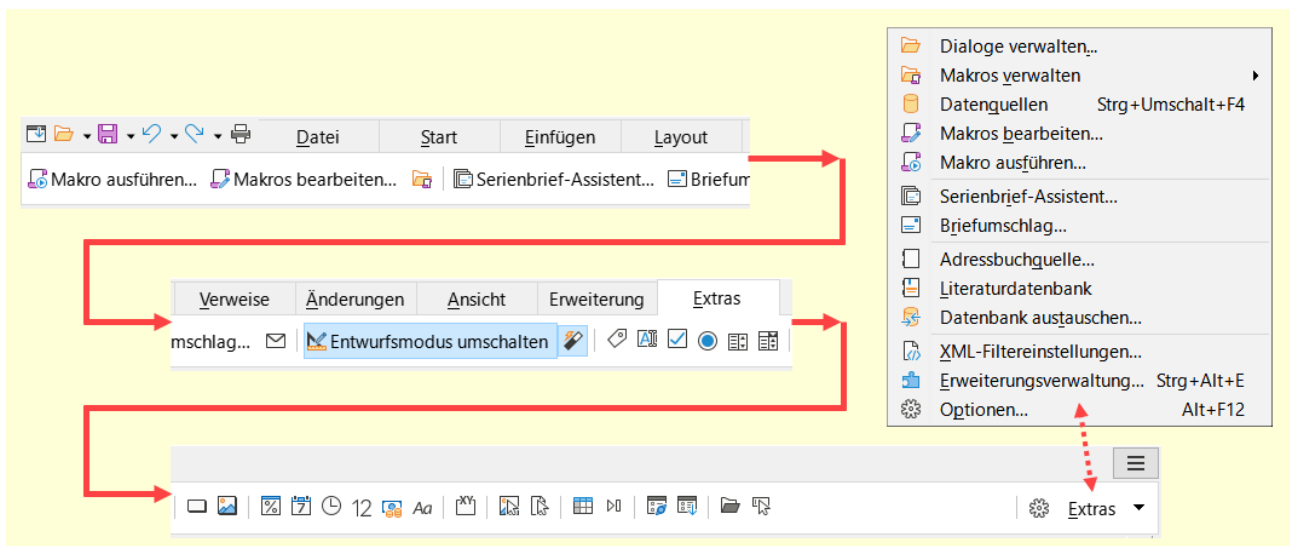 Datei Start Einfügen Layout
Makro ausführen... Makros bearbeiten... Serienbrief-Assistent... Briefum
Verweise Änderungen Ansicht Erweiterung Extras
mschlag... Entwurfsmodus umschalten
12 Aa XY Extras
Dialoge verwalten...
Makros verwalten
Datenquellen Strg+Umschalt+F4
Makros bearbeiten...
Makro ausführen...
Serienbrief-Assistent...
Briefumschlag...
Adressbuchquelle...
Literaturdatenbank
Datenbank austauschen...
XML-Filtereinstellungen...
Erweiterungsverwaltung... Strg+Alt+E
Optionen... Alt+F12